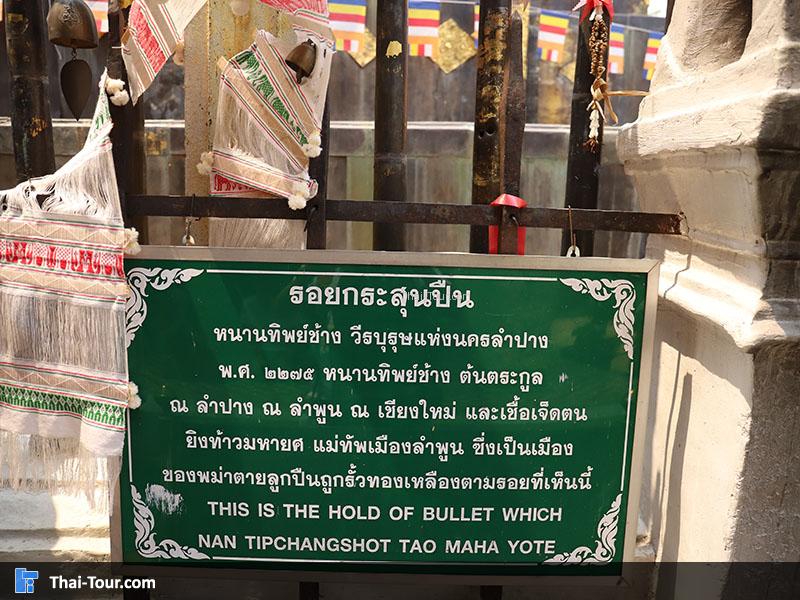 รอยกระสุนปืน
หนานทิพย์ช้าง วีรบุรุษแห่งนครลำปาง
พ.ศ. ๒๒๗๕ หนานทิพย์ช้าง ต้นตระกูล
ณ ลำปาง ณ ลำพูน ณ เชียงใหม่ และเชื้อเจ็ดตน
ยิงท้าวมหายศ แม่ทัพเมืองลำพูน ซึ่งเป็นเมือง
ของพม่าตายลูกปืนถูกรั้วทองเหลืองตามรอยที่เห็นนี้
THIS IS THE HOLD OF BULLET WHICH
NAN TIPCHANGSHOT TAO MAHA YOTE
Thai-Tour.com